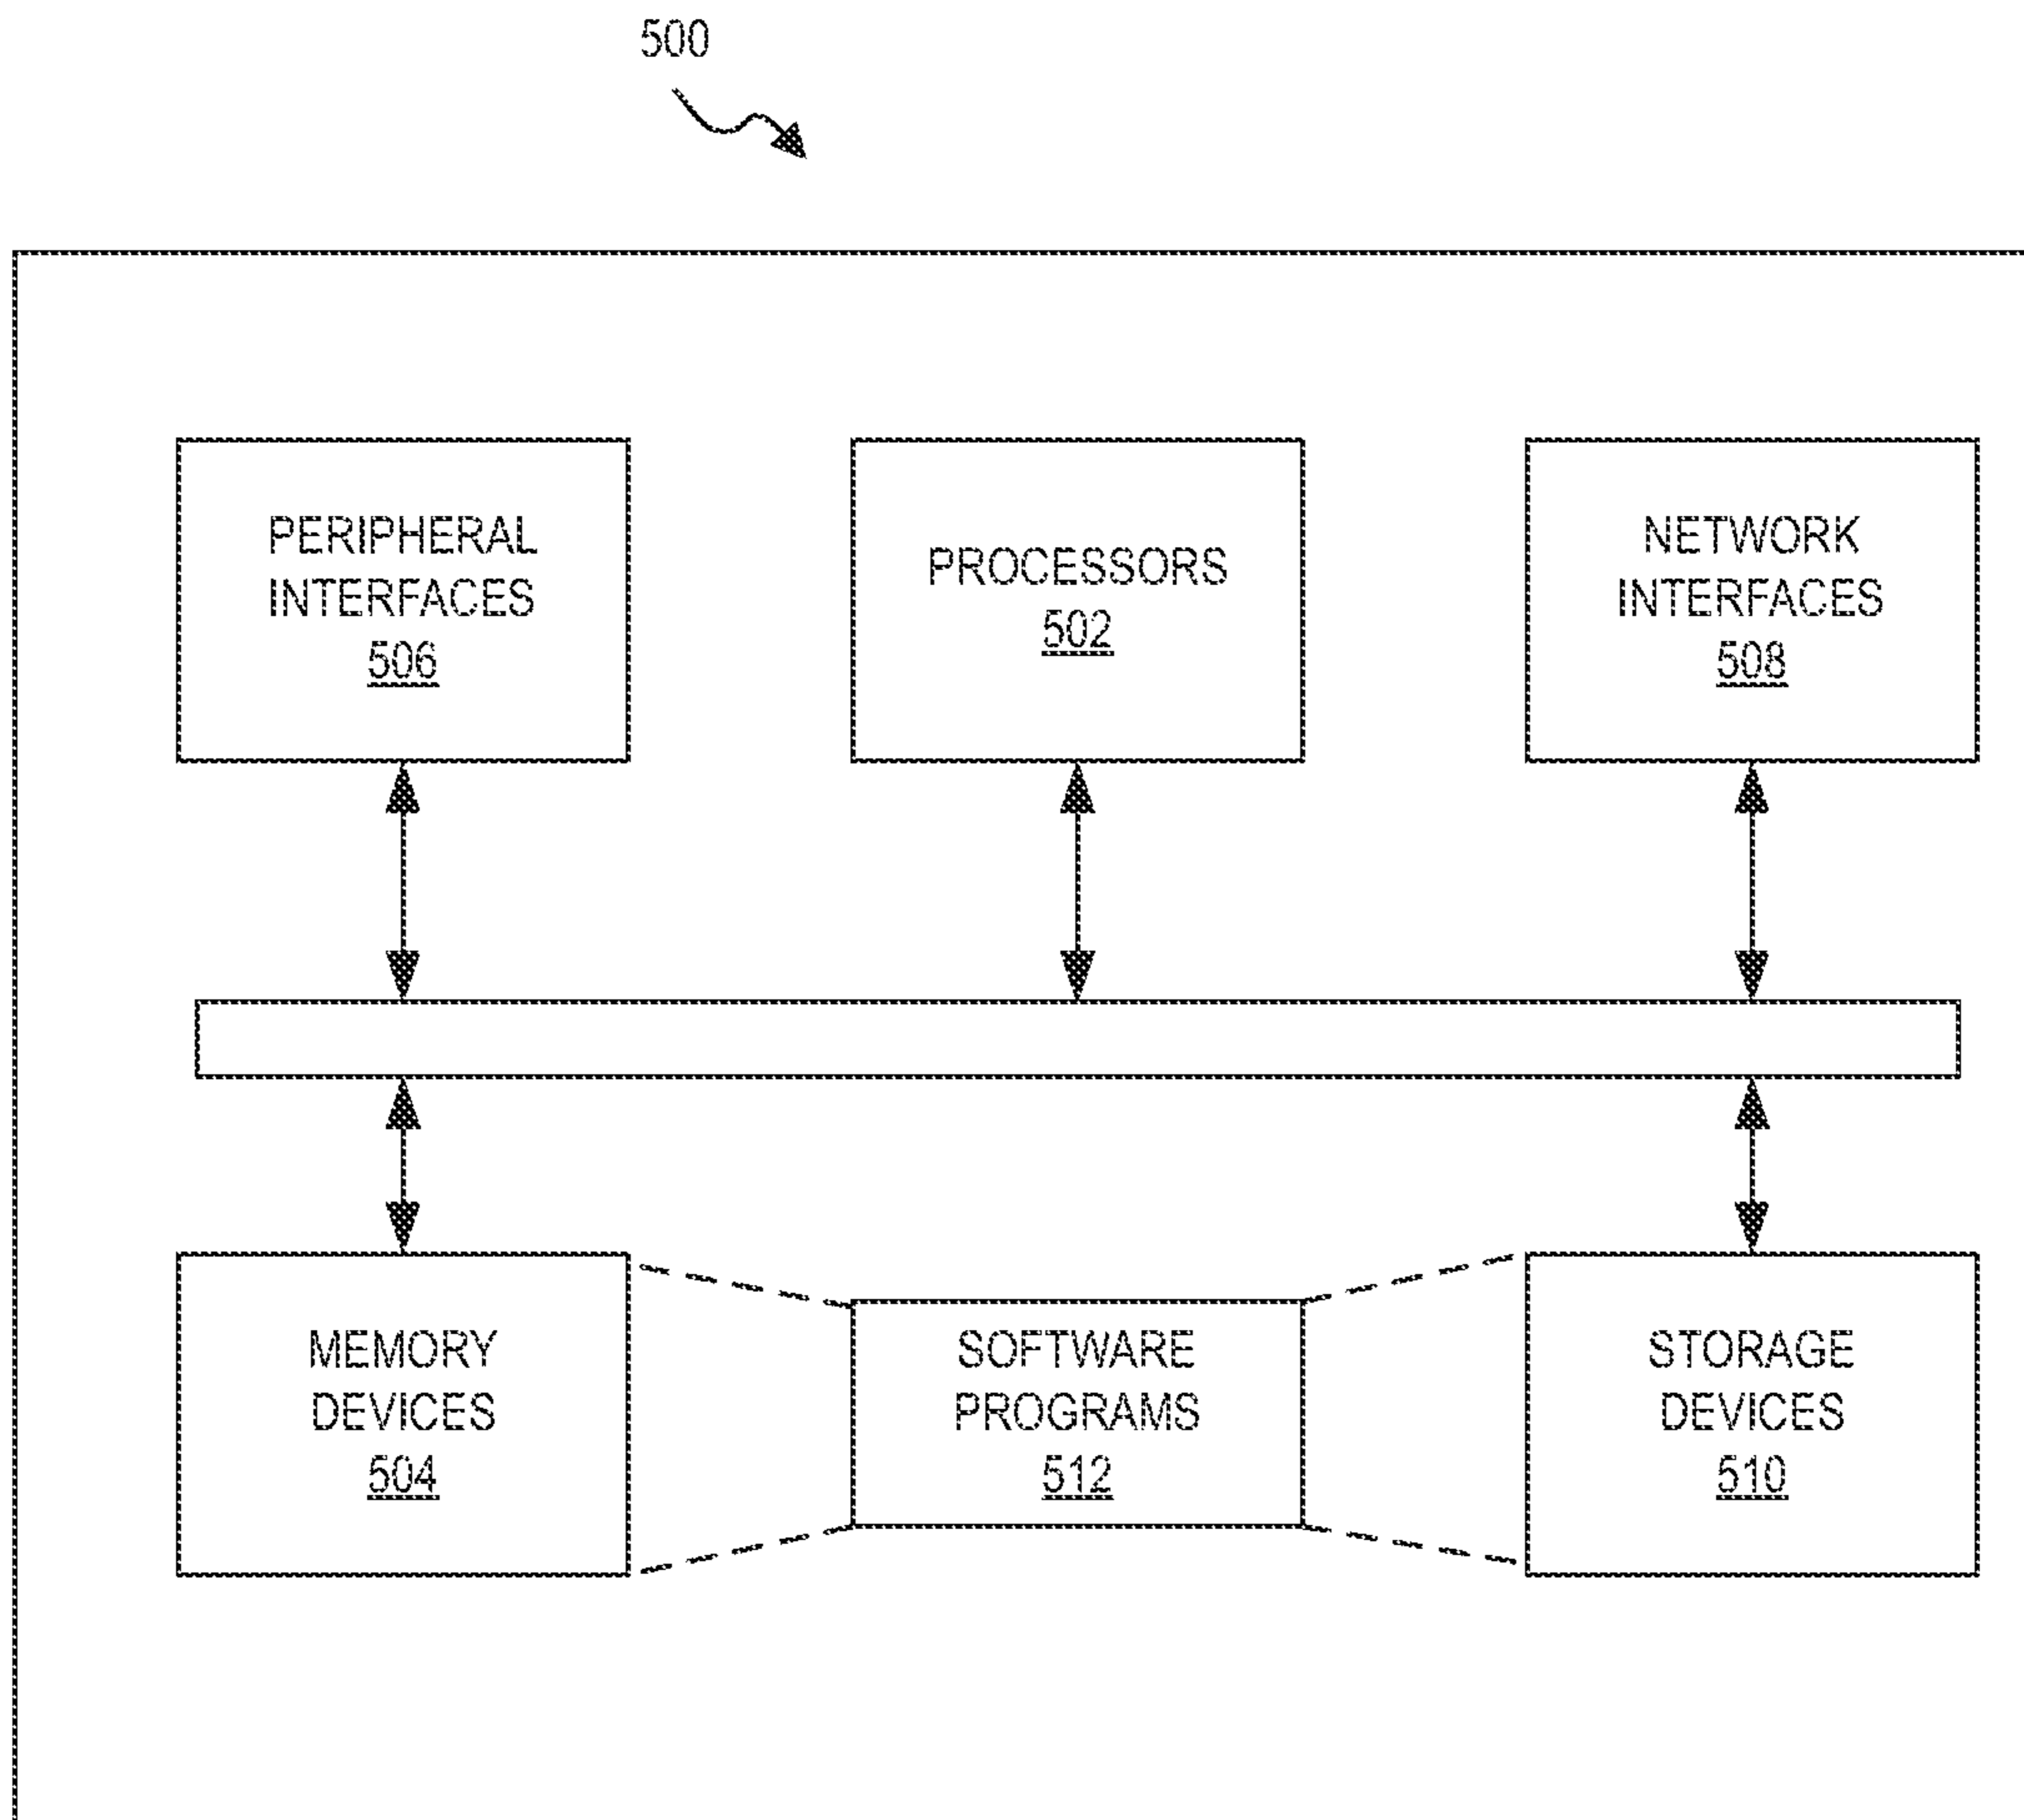 500
PERIPHERAL
INTERFACES
506
PROCESSORS
502
NETWORK
INTERFACES
508
MEMORY
DEVICES
504
SOFTWARE
PROGRAMS
512
STORAGE
DEVICES
510